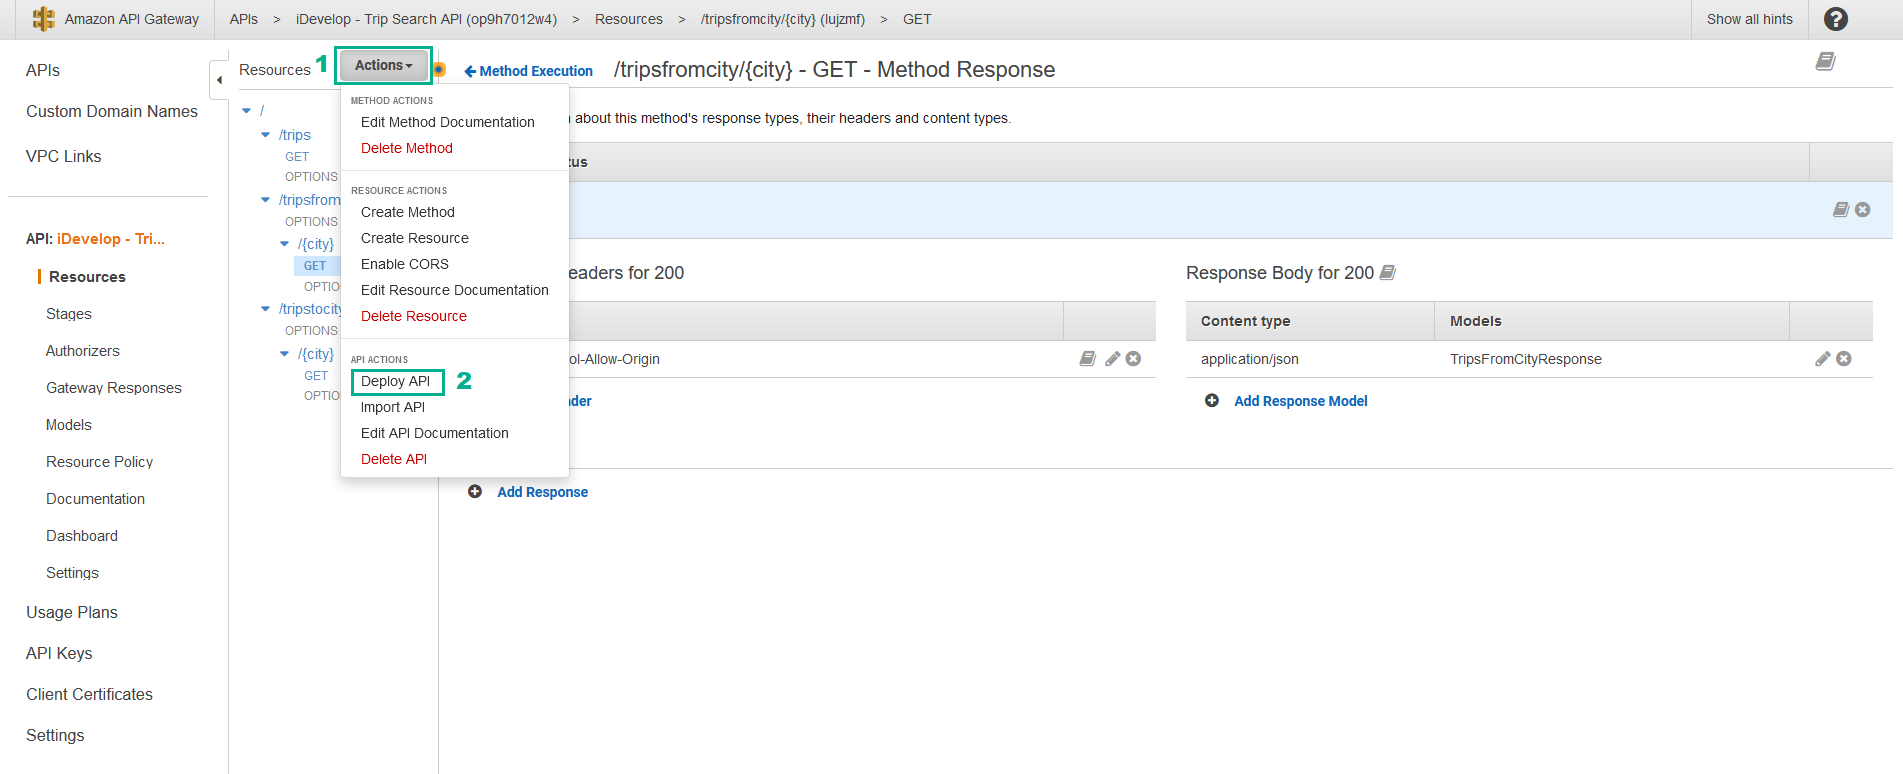 Amazon API Gateway
APIs > iDevelop - Trip Search API (op9h7012w4) > Resources > /tripsfromcity/{city} (lujzmf) > GET
Show all hints
?
APIs
Custom Domain Names
VPC Links
API: iDevelop - Tri...
Resources
Stages
Authorizers
Gateway Responses
Models
Resource Policy
Documentation
Dashboard
Settings
Usage Plans
API Keys
Client Certificates
Settings
Resources
1
Actions
/
/trips
GET
OPTIONS
/tripsfrom
OPTIONS
/{city}
GET
OPTIO
/tripstocity
OPTIONS
/{city}
GET
OPTIO
METHOD ACTIONS
Edit Method Documentation
Delete Method
RESOURCE ACTIONS
Create Method
Create Resource
Enable CORS
Edit Resource Documentation
Delete Resource
API ACTIONS
Deploy API
2
Import API
Edit API Documentation
Delete API
Method Execution
/tripsfromcity/{city} - GET - Method Response
about this method's response types, their headers and content types.
tus
eaders for 200
ol-Allow-Origin
der
Response Body for 200
Content type
Models
application/json
TripsFromCityResponse
Add Response Model
Add Response